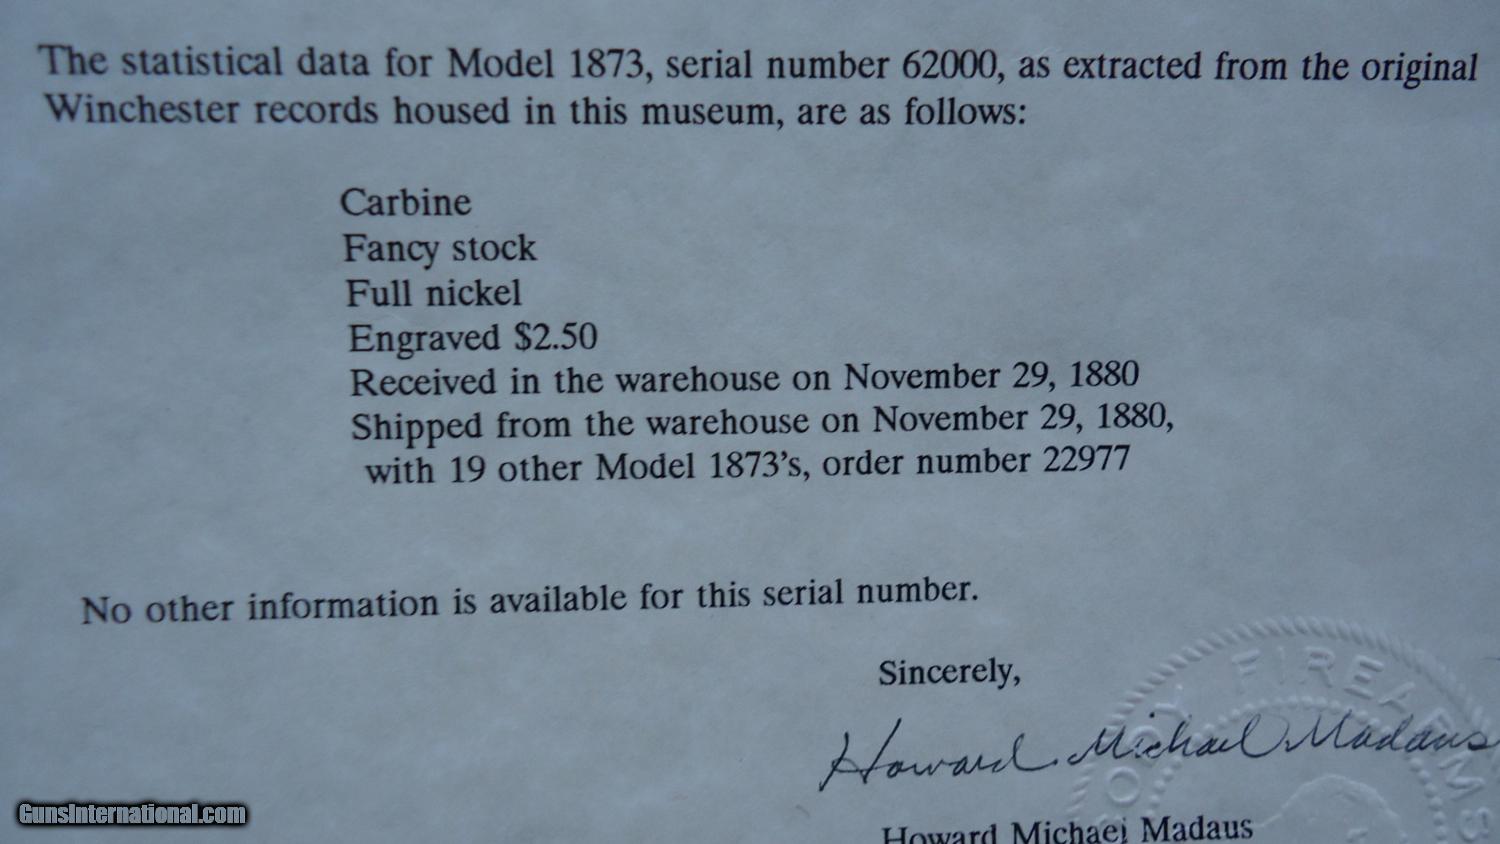 The statistical data for Model 1873, serial number 62000, as extracted from the original
Winchester records housed in this museum, are as follows:
Carbine
Fancy stock
Full nickel
Engraved $2.50
Received in the warehouse on November 29, 1880
Shipped from the warehouse on November 29, 1880,
with 19 other Model 1873's, order number 22977
No other information is available for this serial number.
Sincerely,
FIREARMS
Howard Michael Madaus
Howard Michael Madaus
GunsInternational.com